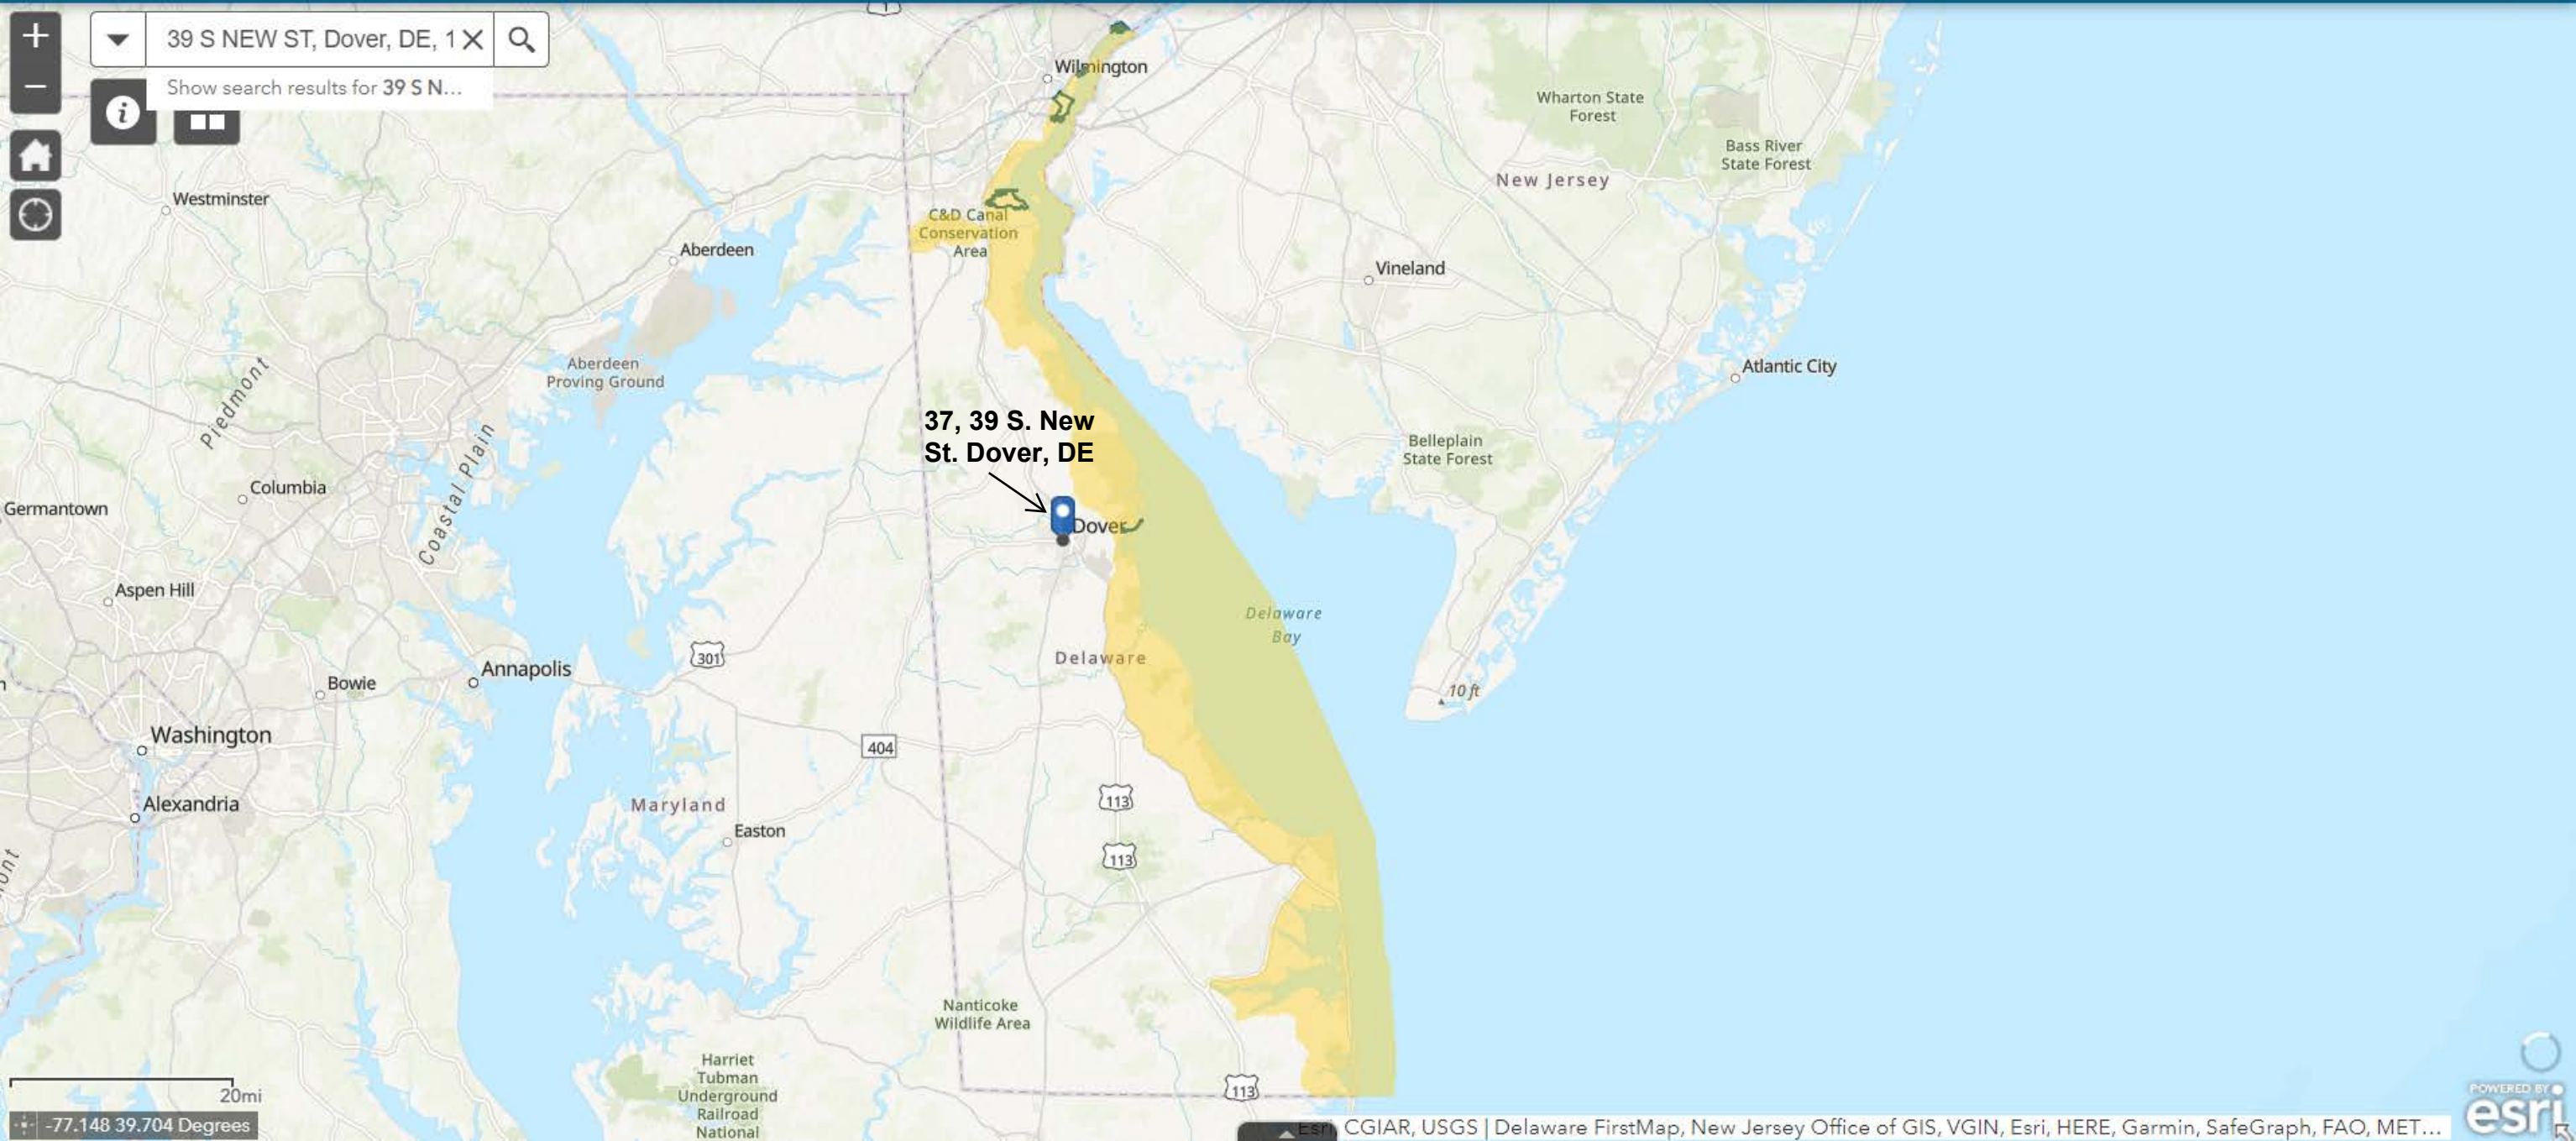 39 S NEW ST, Dover, DE, 1
Show search results for 39 S N...
Wilmington
Wharton State
Forest
Bass River
State Forest
New Jersey
Westminster
C&D Canal
Conservation
Area
Aberdeen
Vineland
Aberdeen
Proving Ground
Atlantic City
Piedmont
37, 39 S. New
St. Dover, DE
Belleplain
State Forest
Coastal Plain
Columbia
Germantown
Dover
Aspen Hill
Delaware
Bay
301
Delaware
Annapolis
Bowie
10 ft
Washington
404
Alexandria
113
Maryland
Easton
113
Nanticoke
Wildlife Area
Harriet
Tubman
Underground
Railroad
National
113
20mi
-77.148 39.704 Degrees
Esri, CGIAR, USGS | Delaware FirstMap, New Jersey Office of GIS, VGIN, Esri, HERE, Garmin, SafeGraph, FAO, MET...
POWERED BY
esri